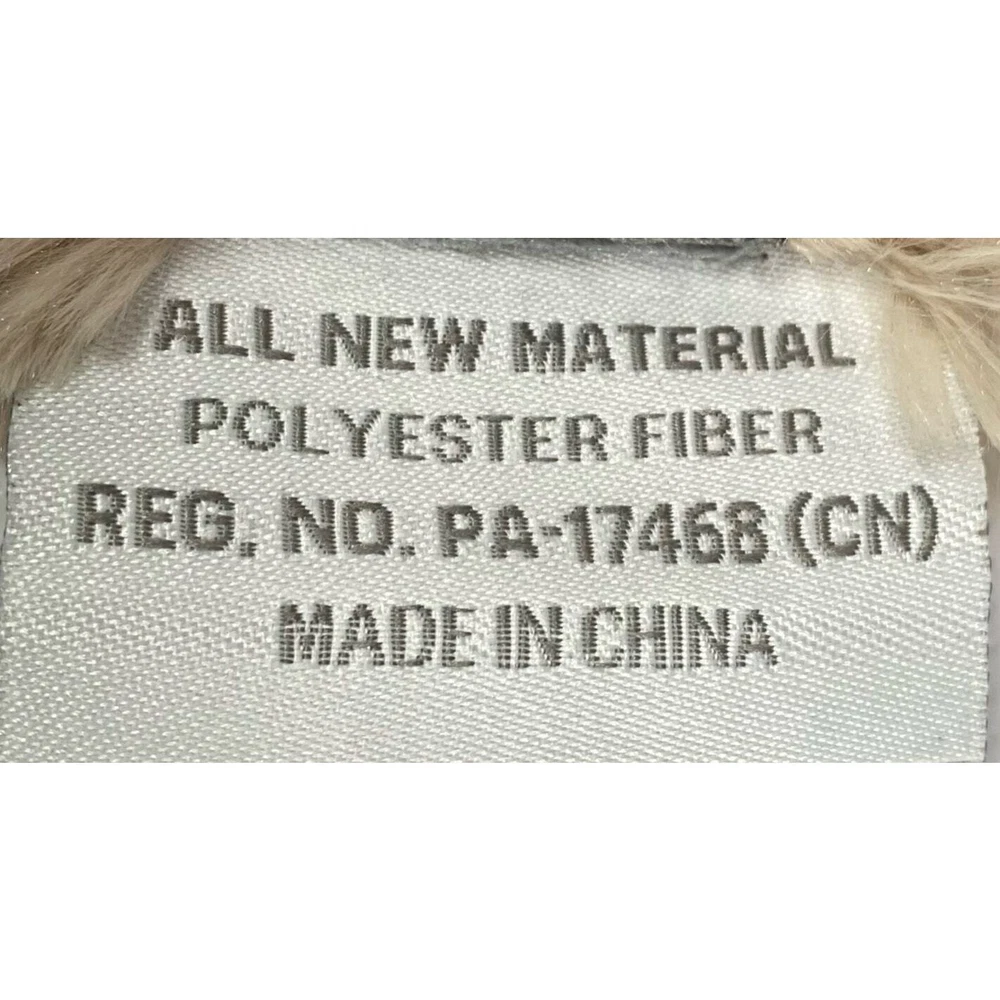 ALL NEW MATERIAL
POLYESTER FIBER
REG. NO. PA-17468 (CN)
MADE IN CHINA